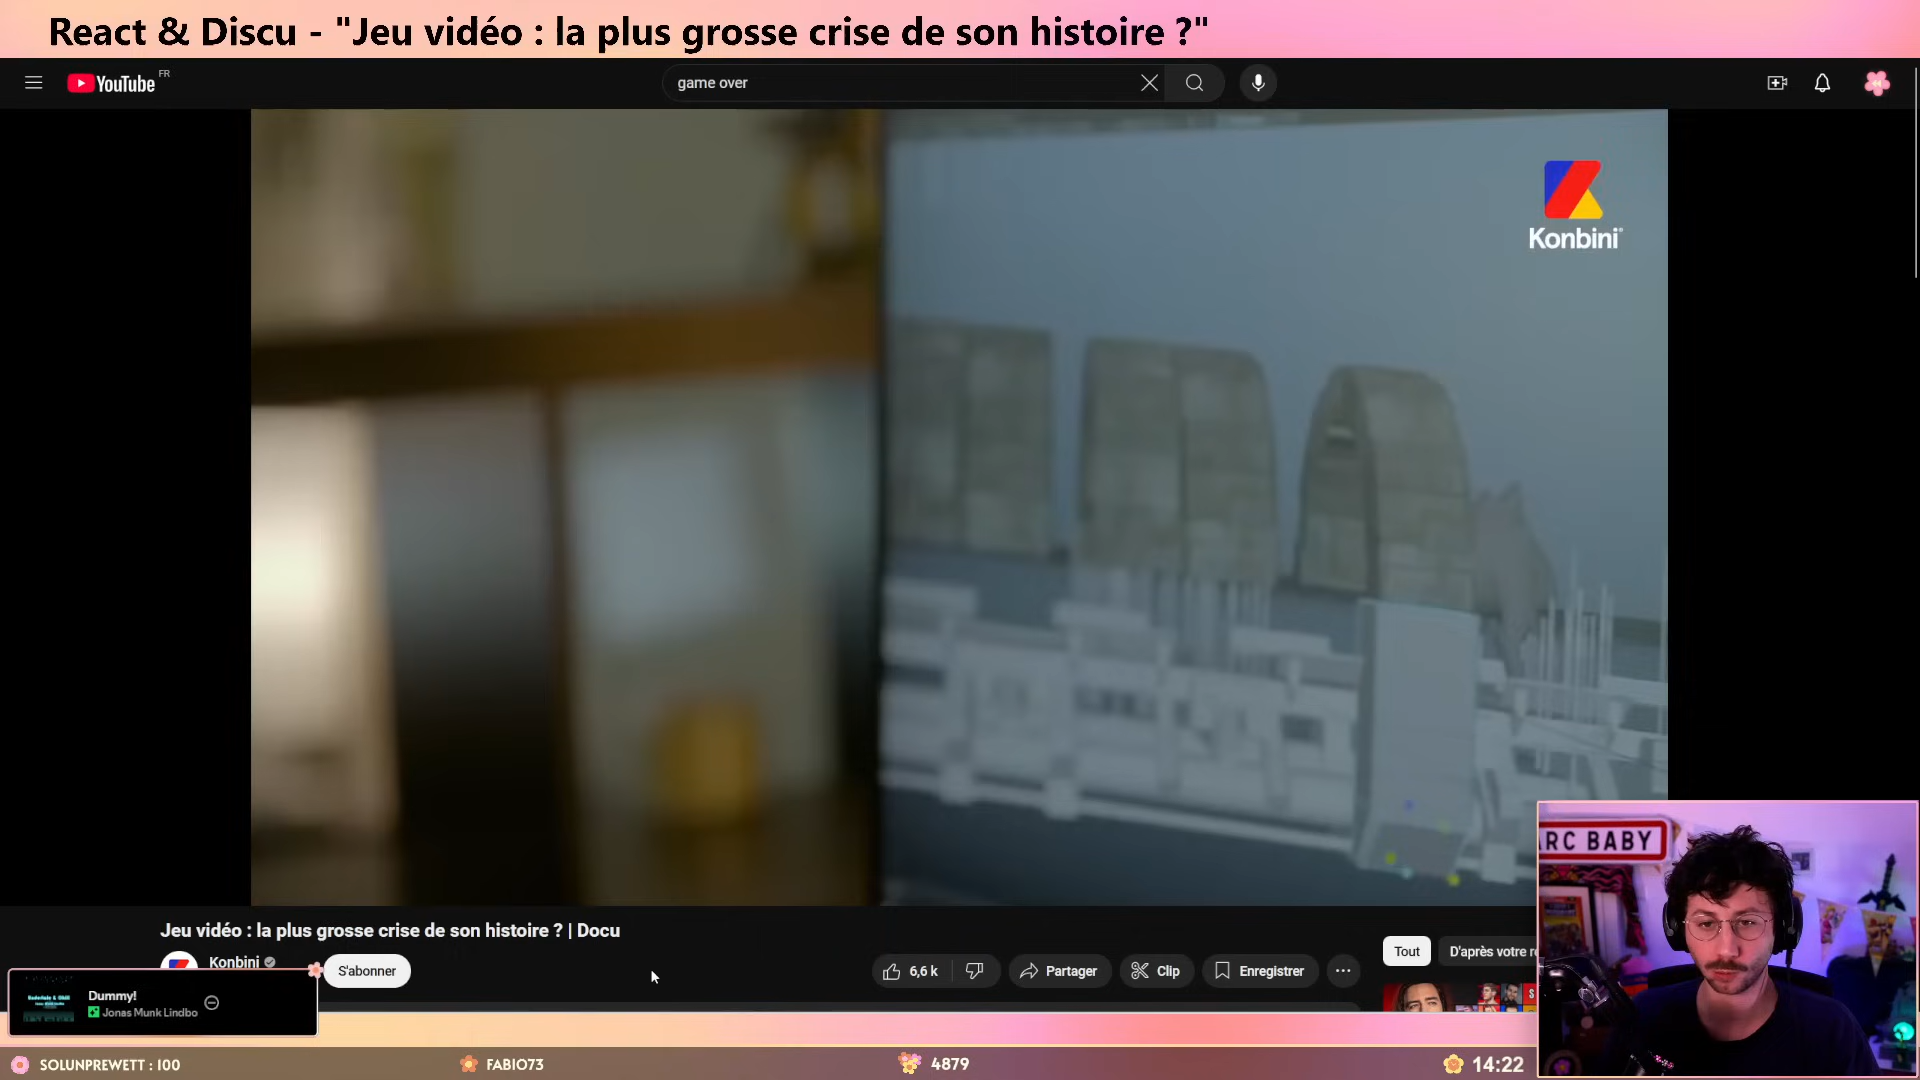 React & Discu - "Jeu vidéo : la plus grosse crise de son histoire ?"
YouTube FR
game over
Konbini
Jeu vidéo : la plus grosse crise de son histoire ? | Docu
Konbini
S'abonner
6,6 k
Partager
Clip
Enregistrer
Tout
D'après votre re
Dummy!
Jonas Munk Lindbo
ARC BABY
SOLUNPREWETT : 100
FABIO73
4879
14:22